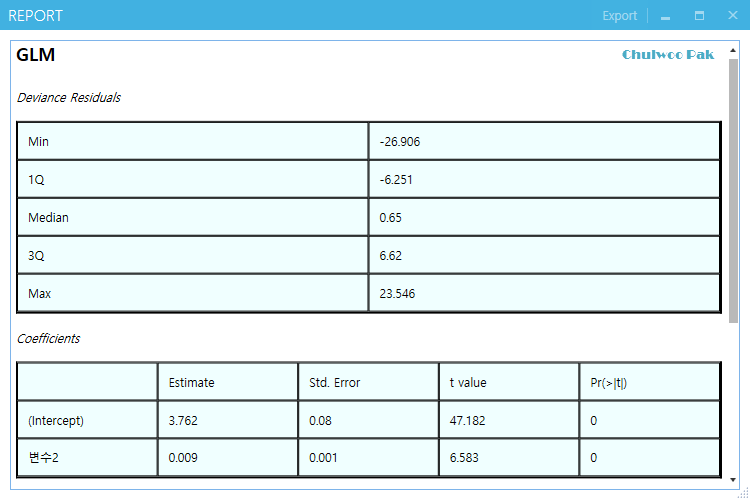 REPORT Export
GLM Chulwoo Pak
Deviance Residuals
Min -26.906
1Q -6.251
Median 0.65
3Q 6.62
Max 23.546
Coefficients
Estimate Std. Error t value Pr(>|t|)
(Intercept) 3.762 0.08 47.182 0
변수2 0.009 0.001 6.583 0